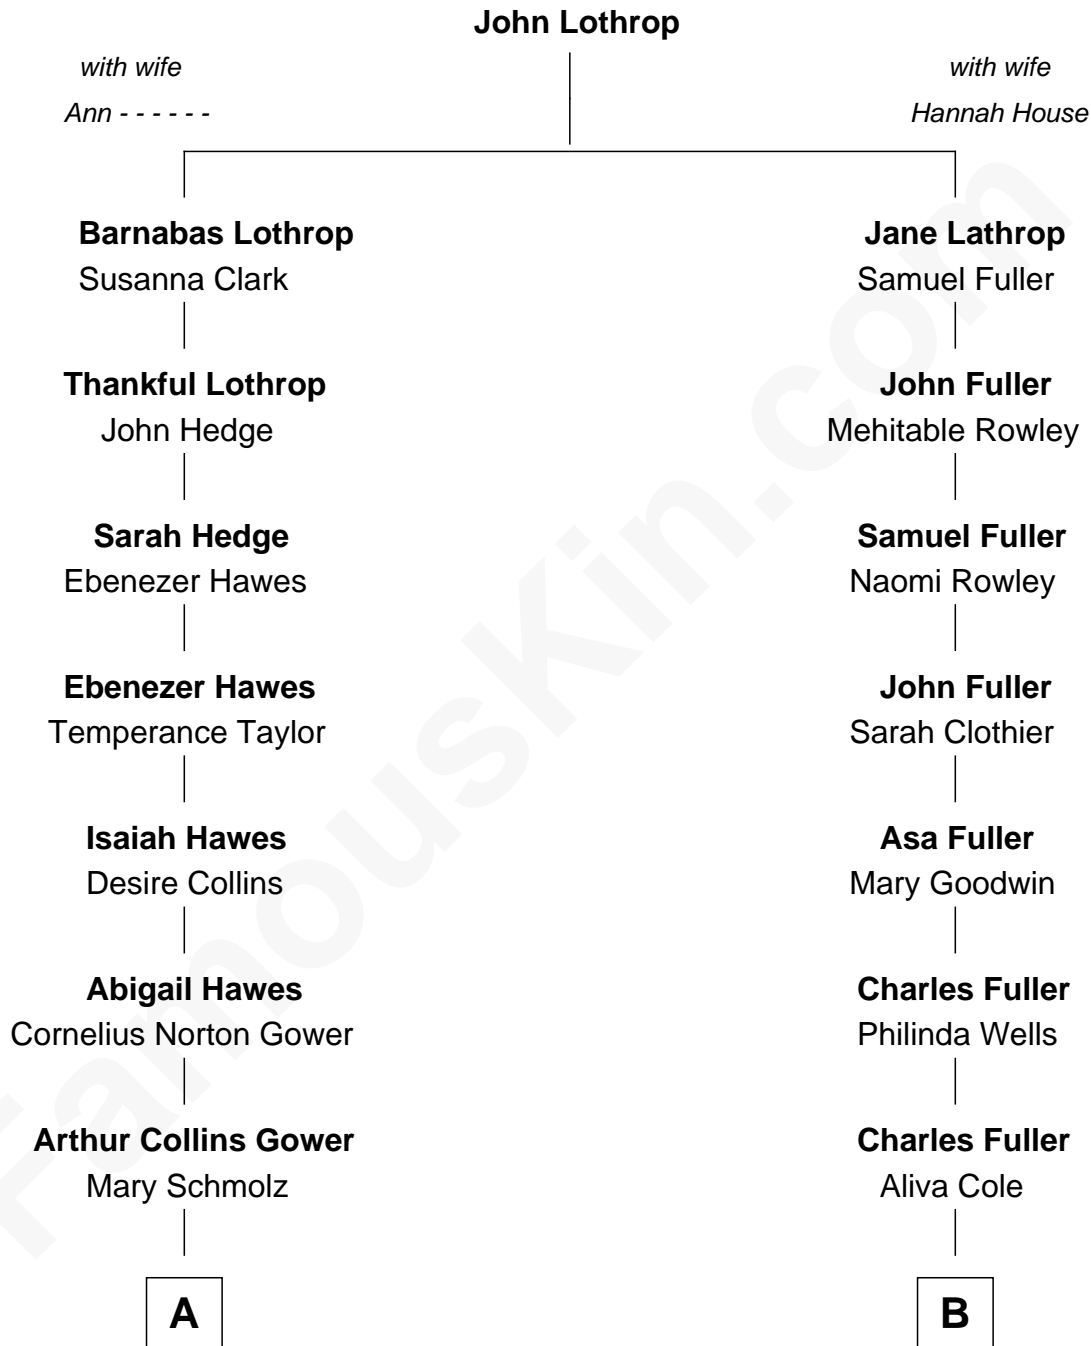 John Lothrop
with wife
Ann - - - - - -
with wife
Hannah House
Barnabas Lothrop
Susanna Clark
Jane Lathrop
Samuel Fuller
Thankful Lothrop
John Hedge
John Fuller
Mehitable Rowley
Sarah Hedge
Ebenezer Hawes
Samuel Fuller
Naomi Rowley
Ebenezer Hawes
Temperance Taylor
John Fuller
Sarah Clothier
Isaiah Hawes
Desire Collins
Asa Fuller
Mary Goodwin
Abigail Hawes
Cornelius Norton Gower
Charles Fuller
Philinda Wells
Arthur Collins Gower
Mary Schmolz
Charles Fuller
Aliva Cole
A
B
FamousKin.com